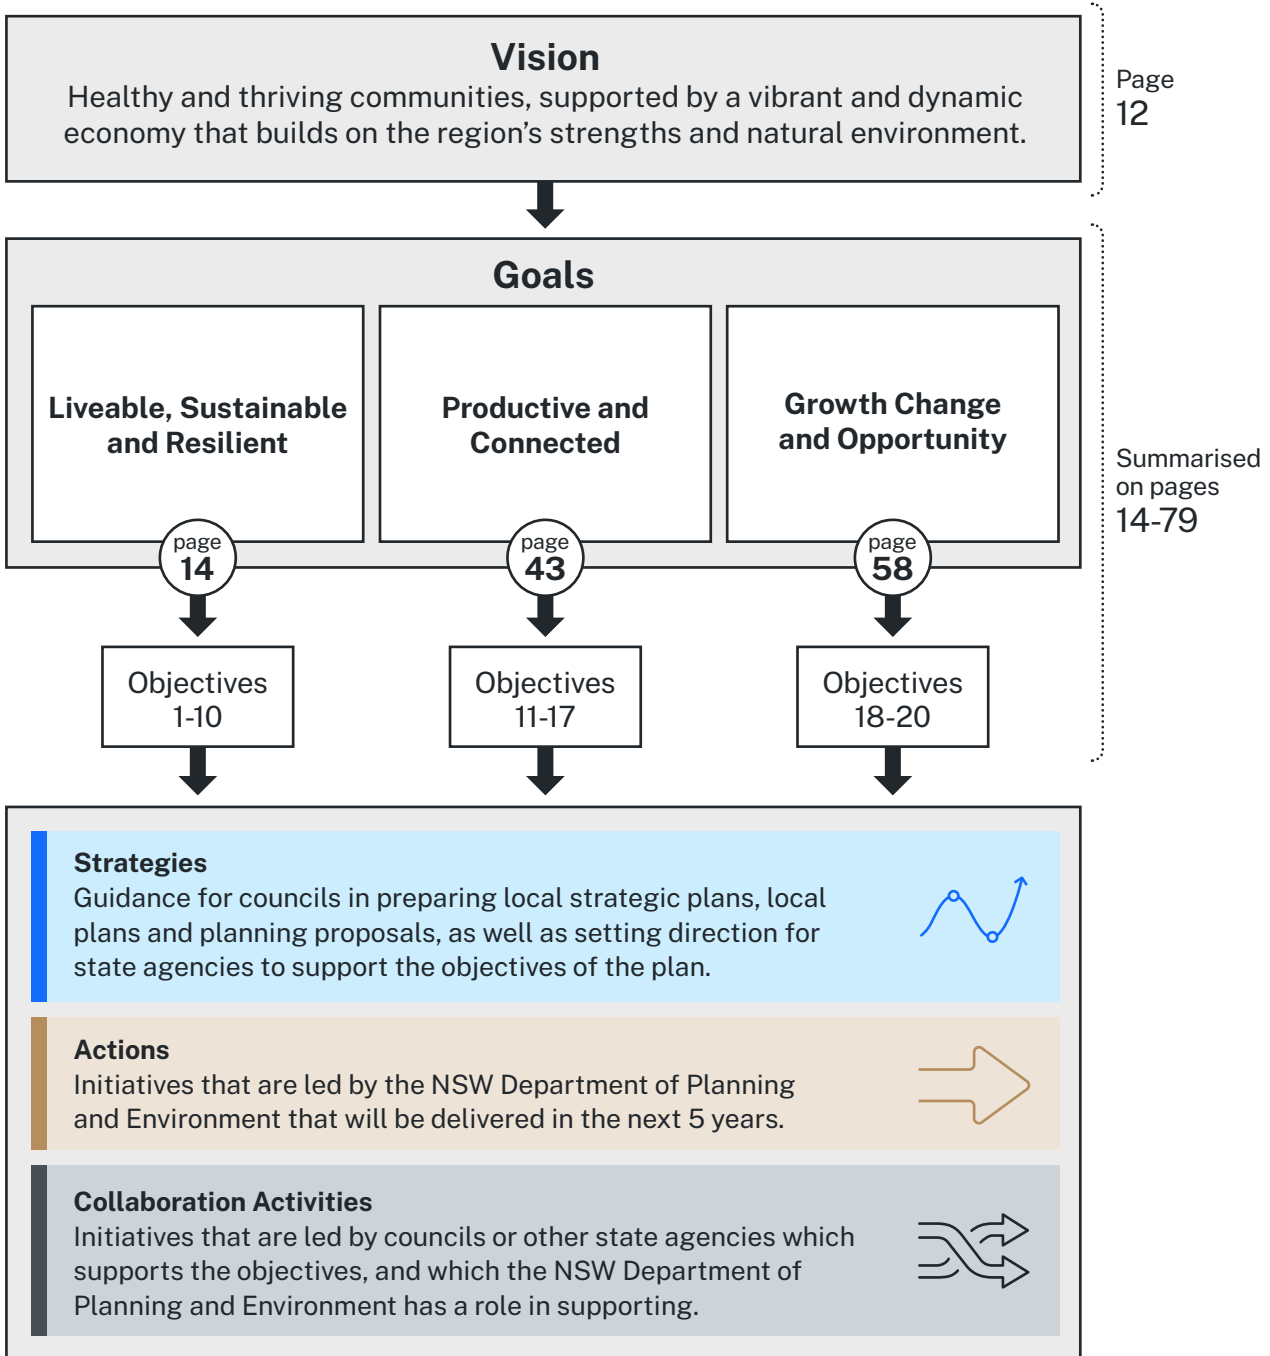 Vision
Healthy and thriving communities, supported by a vibrant and dynamic
economy that builds on the region’s strengths and natural environment.
Page
12
Goals
Liveable, Sustainable
and Resilient
Productive and
Connected
Growth Change
and Opportunity
page
14
page
43
page
58
Summarised
on pages
14-79
Objectives
1-10
Objectives
11-17
Objectives
18-20
Strategies
Guidance for councils in preparing local strategic plans, local
plans and planning proposals, as well as setting direction for
state agencies to support the objectives of the plan.
Actions
Initiatives that are led by the NSW Department of Planning
and Environment that will be delivered in the next 5 years.
Collaboration Activities
Initiatives that are led by councils or other state agencies which
supports the objectives, and which the NSW Department of
Planning and Environment has a role in supporting.